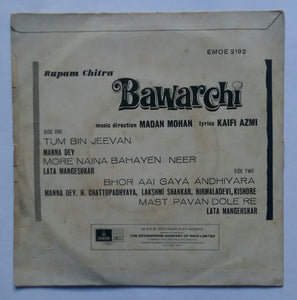 EMOE 2192
Rupam Chitra
Bawarchi
music direction MADAN MOHAN lyrics KAIFI AZMI
SIDE ONE
TUM BIN JEEVAN
MANNA DEY
MORE NAINA BAHAYEN NEER
LATA MANGESHKAR
SIDE TWO
BHOR AAI GAYA ANDHIYARA
MANNA DEY, H. CHATTOPADHYAYA, LAKSHMI SHANKAR, NIRMALADEVI, KISHORE
MAST PAVAN DOLE RE
LATA MANGEHSKAR
THE GRAMOPHONE COMPANY OF INDIA LIMITED